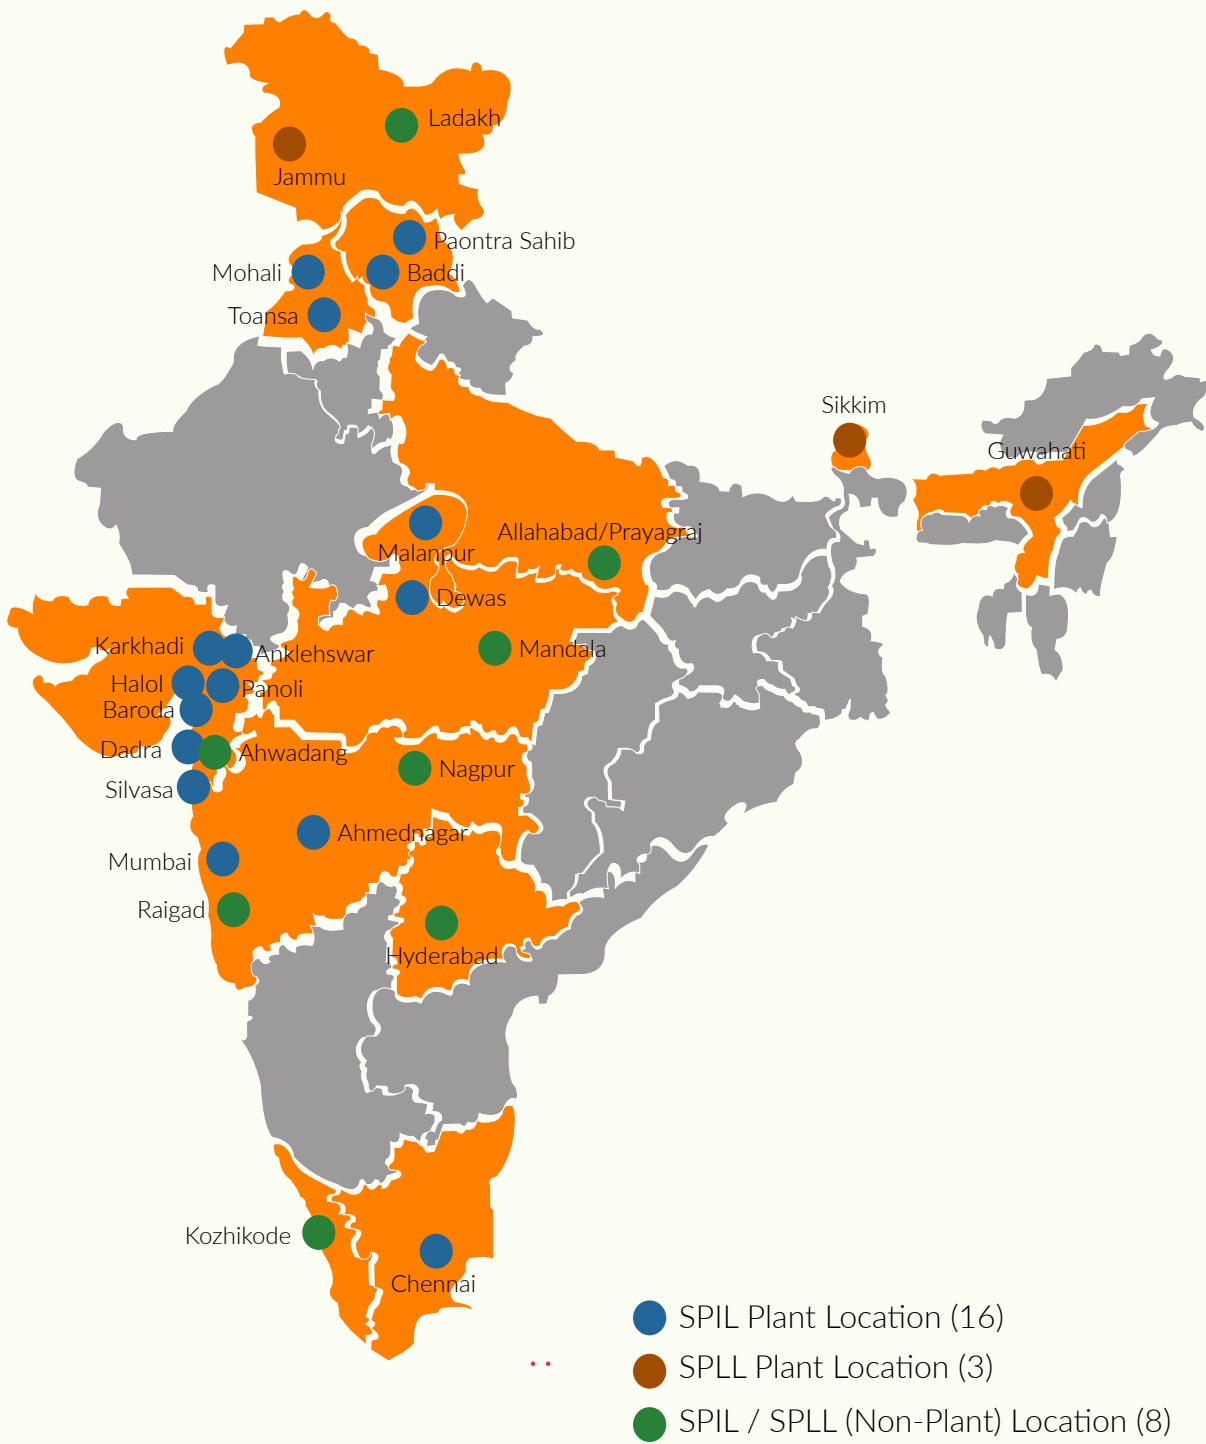 Ladakh
Jammu
Paontra Sahib
Mohali
Baddi
Toansa
Sikkim
Guwahati
Allahabad/Prayagraj
Malanpur
Dewas
Karkhadi
Anklehswar
Mandala
Halol
Panoli
Baroda
Dadra
Ahwadang
Nagpur
Silvasa
Ahmednagar
Mumbai
Raigad
Hyderabad
Kozhikode
Chennai
SPIL Plant Location (16)
SPLL Plant Location (3)
SPIL / SPLL (Non-Plant) Location (8)